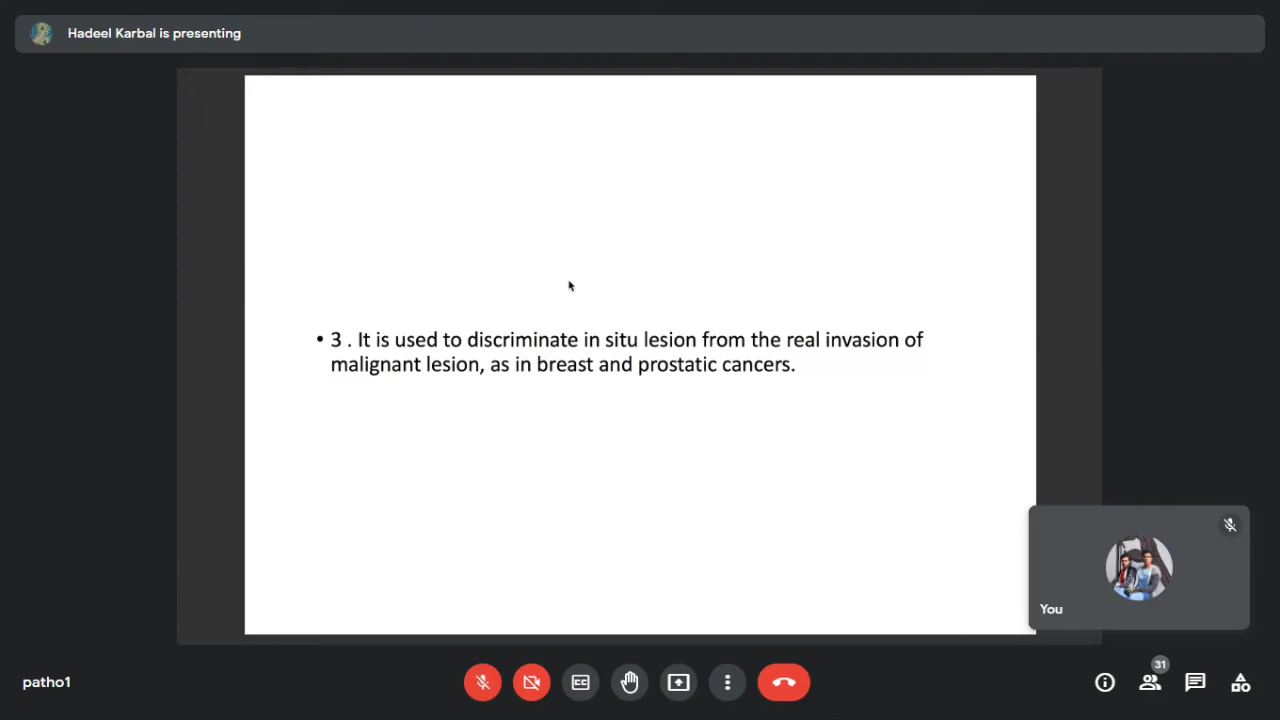 Hadeel Karbal is presenting
• 3 . It is used to discriminate in situ lesion from the real invasion of
malignant lesion, as in breast and prostatic cancers.
You
patho1
CC
31